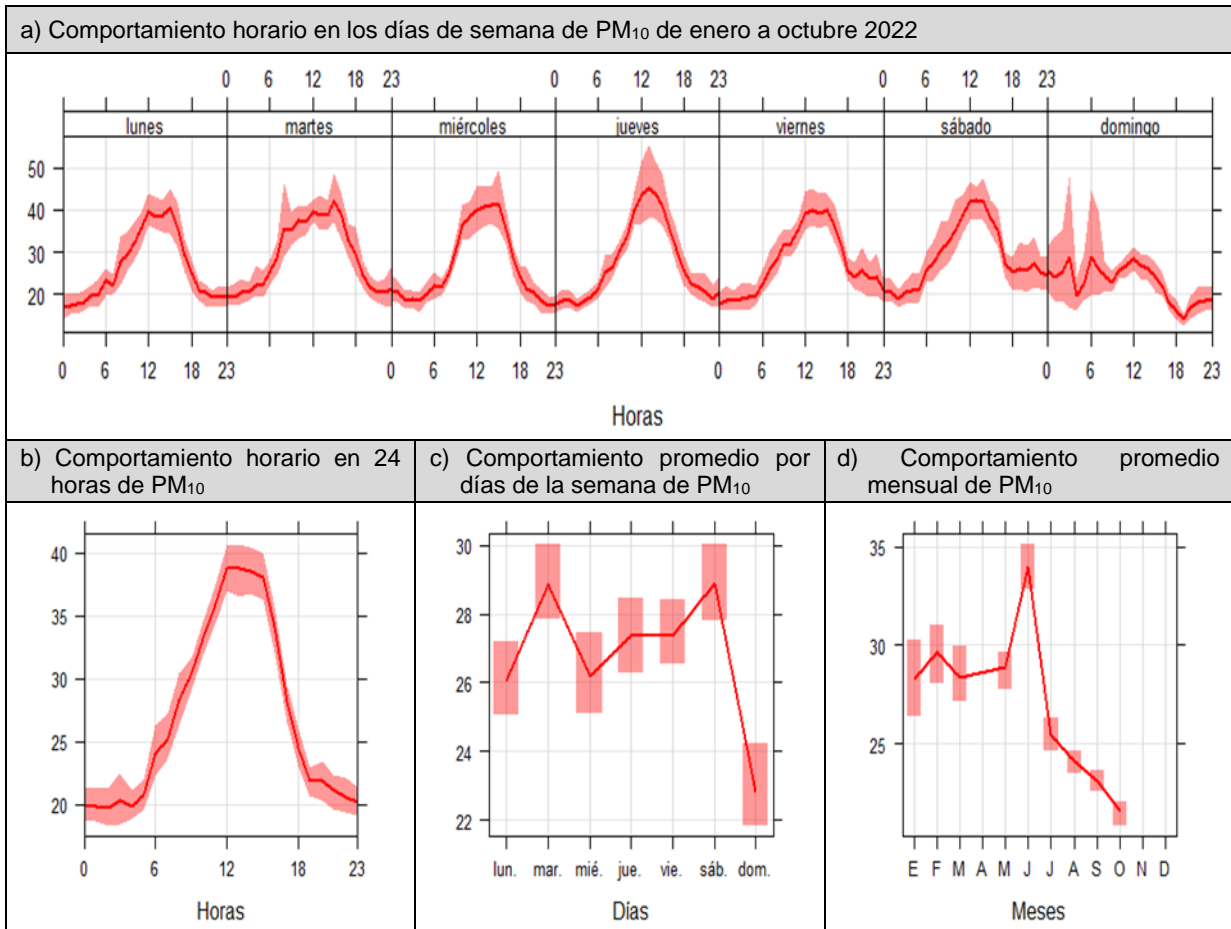 a) Comportamiento horario en los días de semana de PM₁₀ de enero a octubre 2022
0 6 12 18 23 0 6 12 18 23 0 6 12 18 23
lunes martes miércoles jueves viernes sábado domingo
50
40
30
20
0 6 12 18 23 0 6 12 18 23 0 6 12 18 23 0 6 12 18 23
Horas
b) Comportamiento horario en 24
horas de PM₁₀
40
35
30
25
20
0 6 12 18 23
Horas
c) Comportamiento promedio por
días de la semana de PM₁₀
30
28
26
24
22
lun. mar. mié. jue. vie. sáb. dom.
Días
d) Comportamiento promedio
mensual de PM₁₀
35
30
25
E F M A M J J A S O N D
Meses